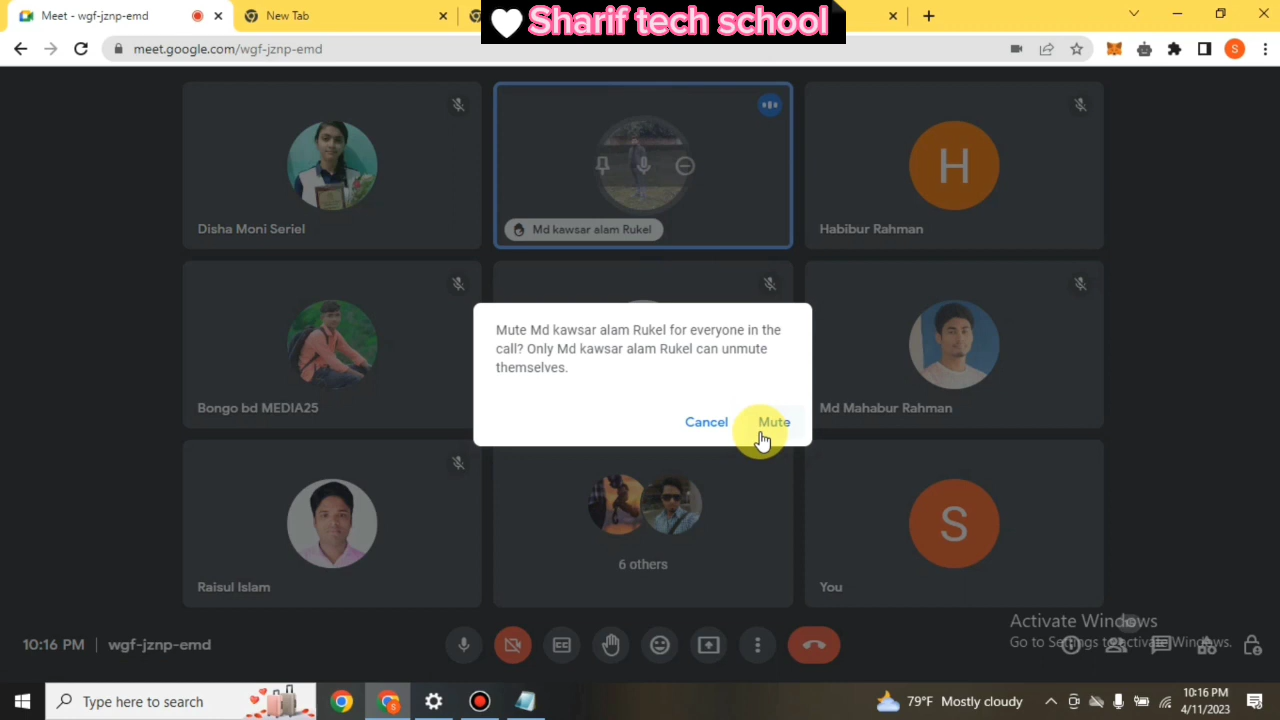 Meet - wgf-jznp-emd
New Tab
Sharif tech school
meet.google.com/wgf-jznp-emd
S
H
Disha Moni Seriel
Md kawsar alam Rukel
Habibur Rahman
Mute Md kawsar alam Rukel for everyone in the
call? Only Md kawsar alam Rukel can unmute
themselves.
Cancel
Mute
Bongo bd MEDIA25
Md Mahabur Rahman
S
Raisul Islam
6 others
You
Activate Windows
Go to Settings to activate Windows.
10:16 PM | wgf-jznp-emd
Type here to search
79°F Mostly cloudy
10:16 PM
4/11/2023